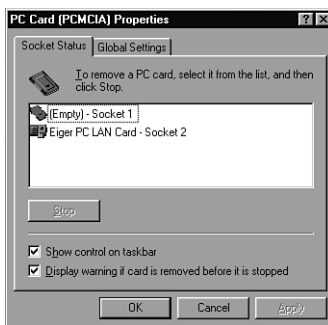 PC Card (PCMCIA) Properties
Socket Status
Global Settings
To remove a PC card, select it from the list, and then
click Stop.
(Empty) - Socket 1
Eiger PC LAN Card - Socket 2
Stop
Show control on taskbar
Display warning if card is removed before it is stopped
OK
Cancel
Apply